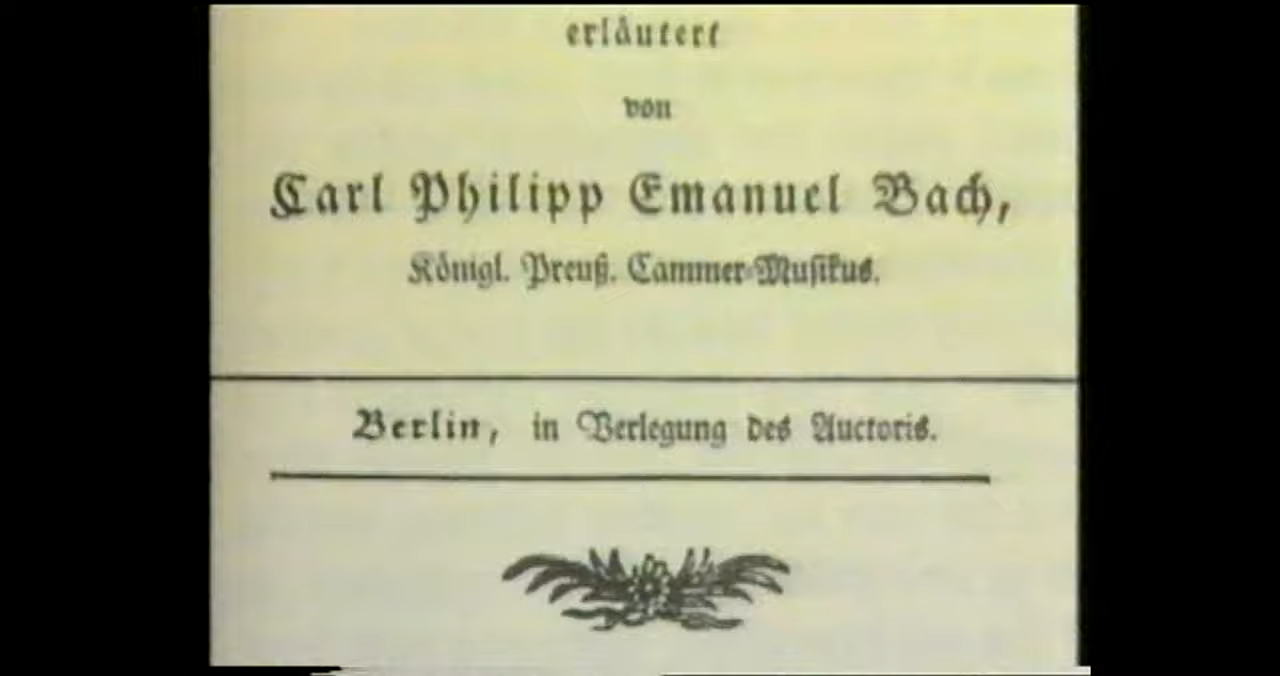 erläutert
von
Carl Philipp Emanuel Bach,
Königl. Preuß. Cammer-Musikus.
Berlin, in Verlegung des Auctoris.